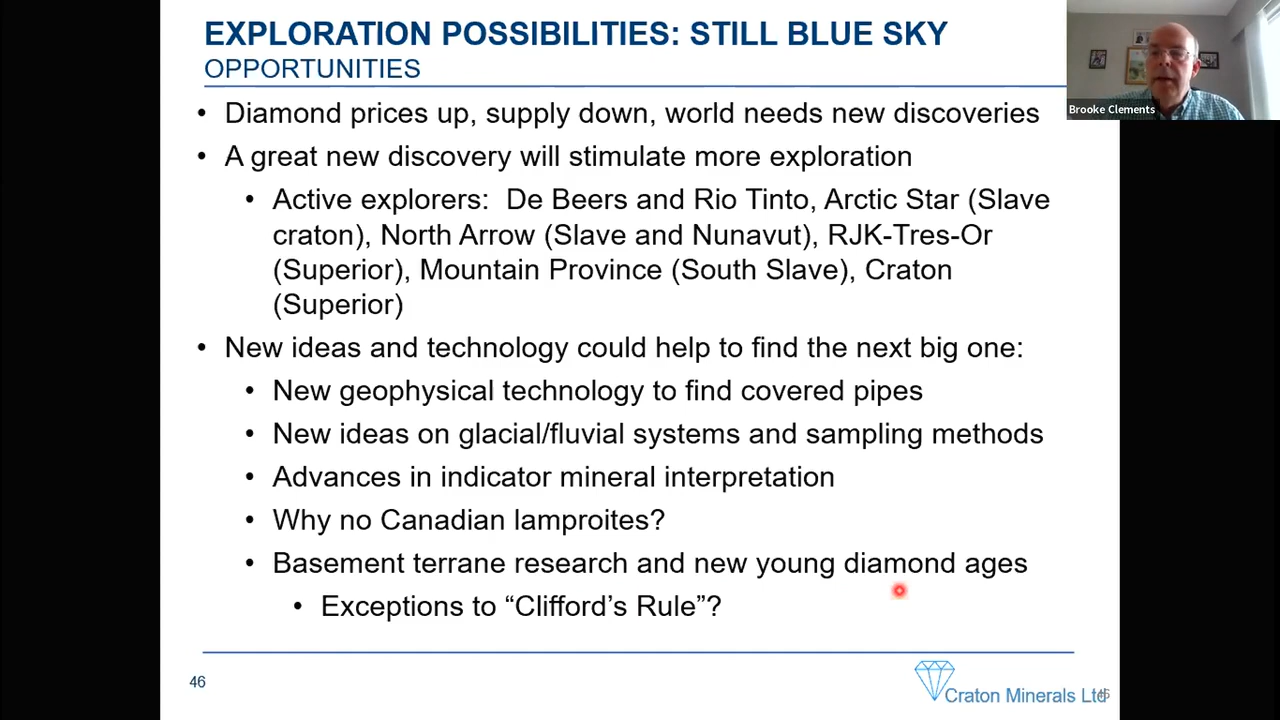 EXPLORATION POSSIBILITIES: STILL BLUE SKY
OPPORTUNITIES
Brooke Clements
• Diamond prices up, supply down, world needs new discoveries
• A great new discovery will stimulate more exploration
• Active explorers: De Beers and Rio Tinto, Arctic Star (Slave
craton), North Arrow (Slave and Nunavut), RJK-Tres-Or
(Superior), Mountain Province (South Slave), Craton
(Superior)
• New ideas and technology could help to find the next big one:
• New geophysical technology to find covered pipes
• New ideas on glacial/fluvial systems and sampling methods
• Advances in indicator mineral interpretation
• Why no Canadian lamproites?
• Basement terrane research and new young diamond ages
• Exceptions to “Clifford’s Rule”?
46
Craton Minerals Ltd